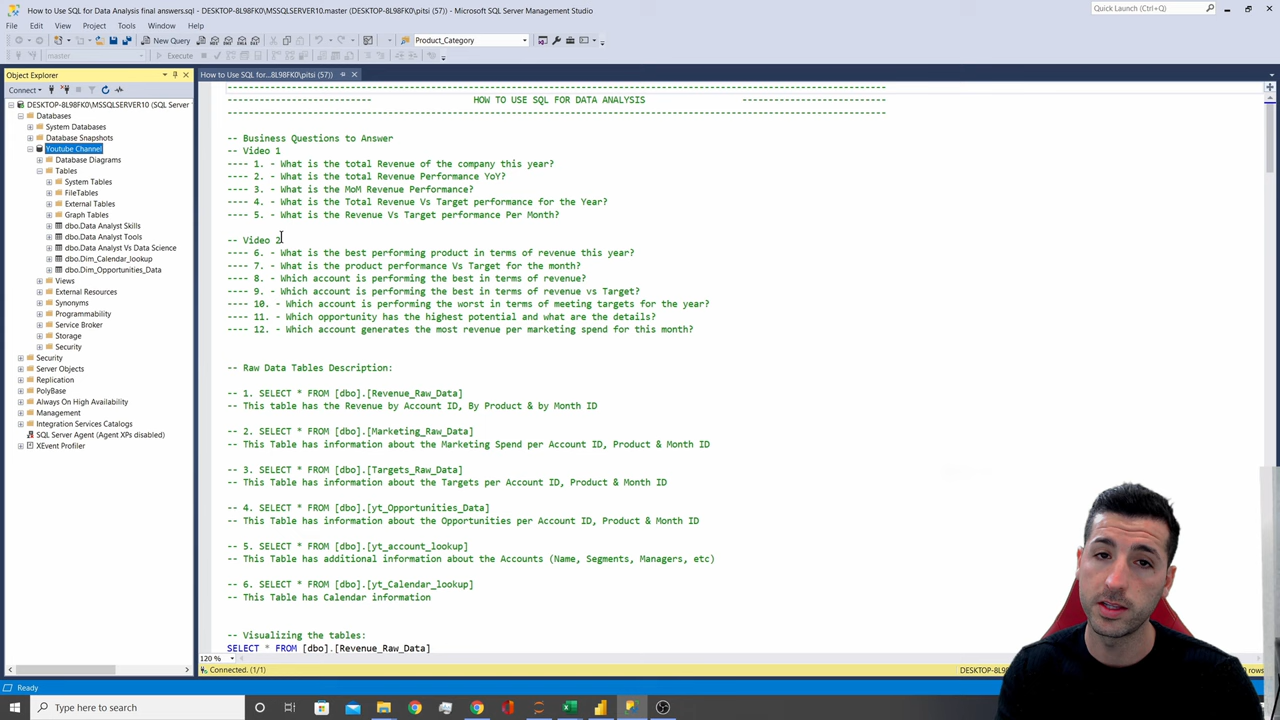 How to Use SQL for Data Analysis final answers.sql - DESKTOP-8L98FK0\MSSQLSERVER10.master (DESKTOP-8L98FK0\pitsi (57)) - Microsoft SQL Server Management Studio
Quick Launch (Ctrl+Q)
File Edit View Project Tools Window Help
New Query
Product_Category
master
Execute
Object Explorer
How to Use SQL for...8L98FK0\pitsi (57))
Connect
DESKTOP-8L98FK0\MSSQLSERVER10 (SQL Server
Databases
System Databases
Database Snapshots
Youtube Channel
Database Diagrams
Tables
System Tables
FileTables
External Tables
Graph Tables
dbo.Data Analyst Skills
dbo.Data Analyst Tools
dbo.Data Analyst Vs Data Science
dbo.Dim_Calendar_lookup
dbo.Dim_Opportunities_Data
Views
External Resources
Synonyms
Programmability
Service Broker
Storage
Security
Security
Server Objects
Replication
PolyBase
Always On High Availability
Management
Integration Services Catalogs
SQL Server Agent (Agent XPs disabled)
XEvent Profiler
HOW TO USE SQL FOR DATA ANALYSIS
-- Business Questions to Answer
-- Video 1
---- 1. - What is the total Revenue of the company this year?
---- 2. - What is the total Revenue Performance YoY?
---- 3. - What is the MoM Revenue Performance?
---- 4. - What is the Total Revenue Vs Target performance for the Year?
---- 5. - What is the Revenue Vs Target performance Per Month?
-- Video 2
---- 6. - What is the best performing product in terms of revenue this year?
---- 7. - What is the product performance Vs Target for the month?
---- 8. - Which account is performing the best in terms of revenue?
---- 9. - Which account is performing the best in terms of revenue vs Target?
---- 10. - Which account is performing the worst in terms of meeting targets for the year?
---- 11. - Which opportunity has the highest potential and what are the details?
---- 12. - Which account generates the most revenue per marketing spend for this month?
-- Raw Data Tables Description:
-- 1. SELECT * FROM [dbo].[Revenue_Raw_Data]
-- This table has the Revenue by Account ID, By Product & by Month ID
-- 2. SELECT * FROM [dbo].[Marketing_Raw_Data]
-- This Table has information about the Marketing Spend per Account ID, Product & Month ID
-- 3. SELECT * FROM [dbo].[Targets_Raw_Data]
-- This Table has information about the Targets per Account ID, Product & Month ID
-- 4. SELECT * FROM [dbo].[yt_Opportunities_Data]
-- This Table has information about the Opportunities per Account ID, Product & Month ID
-- 5. SELECT * FROM [dbo].[yt_account_lookup]
-- This Table has additional information about the Accounts (Name, Segments, Managers, etc)
-- 6. SELECT * FROM [dbo].[yt_Calendar_lookup]
-- This Table has Calendar information
-- Visualizing the tables:
SELECT * FROM [dbo].[Revenue_Raw_Data]
120 %
Connected. (1/1)
DESKTOP-8L98
rows
Ready
Type here to search